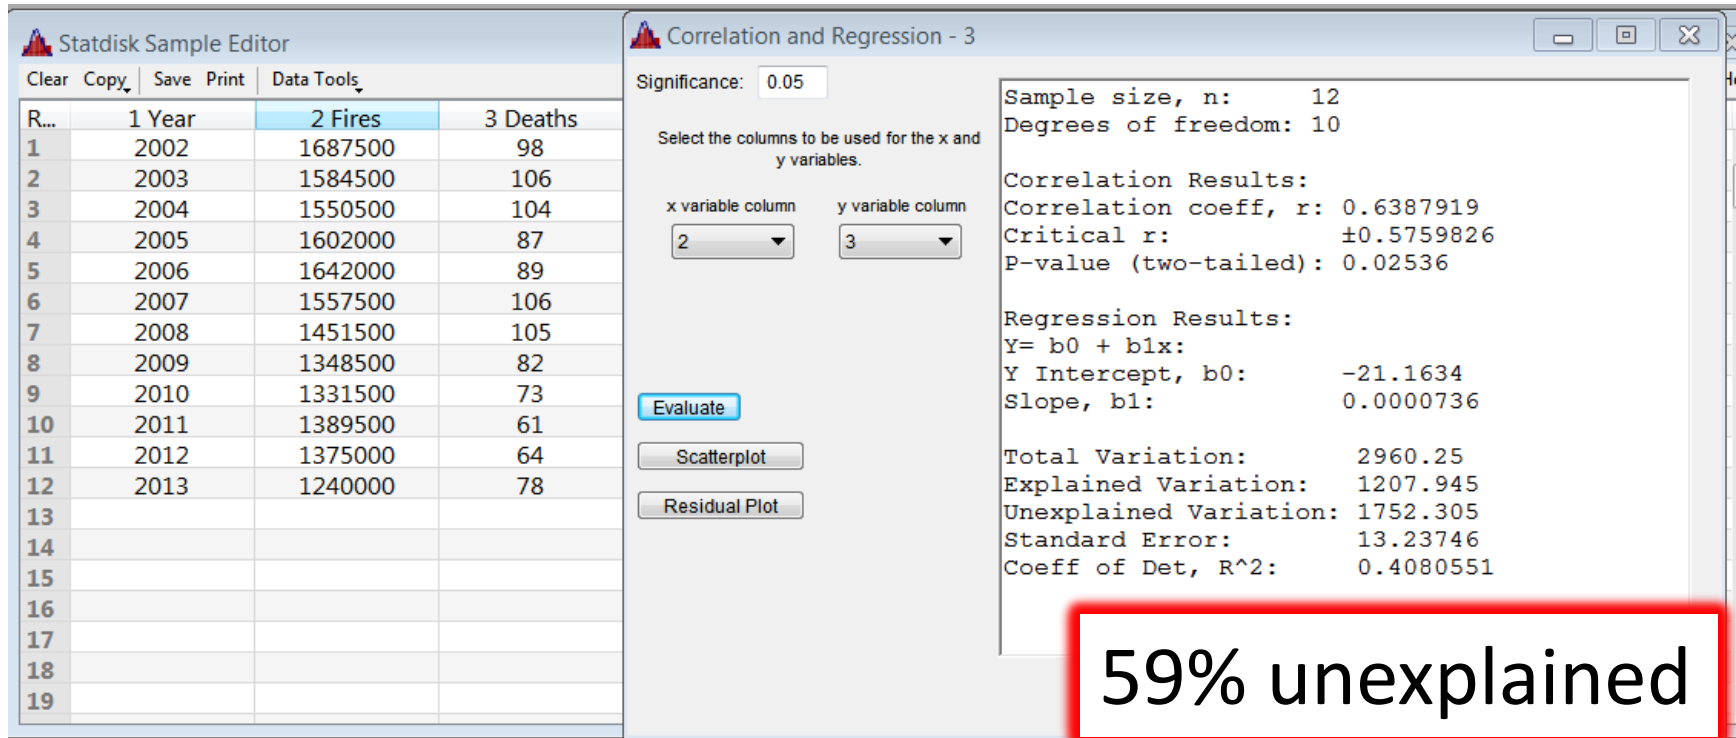 Statdisk Sample Editor
Clear Copy Save Print Data Tools
R... 1 Year 2 Fires 3 Deaths
1 2002 1687500 98
2 2003 1584500 106
3 2004 1550500 104
4 2005 1602000 87
5 2006 1642000 89
6 2007 1557500 106
7 2008 1451500 105
8 2009 1348500 82
9 2010 1331500 73
10 2011 1389500 61
11 2012 1375000 64
12 2013 1240000 78
13
14
15
16
17
18
19
Correlation and Regression - 3
Significance: 0.05
Select the columns to be used for the x and
y variables.
x variable column y variable column
2 3
Evaluate
Scatterplot
Residual Plot
Sample size, n: 12
Degrees of freedom: 10
Correlation Results:
Correlation coeff, r: 0.6387919
Critical r: ±0.5759826
P-value (two-tailed): 0.02536
Regression Results:
Y= b0 + b1x:
Y Intercept, b0: -21.1634
Slope, b1: 0.0000736
Total Variation: 2960.25
Explained Variation: 1207.945
Unexplained Variation: 1752.305
Standard Error: 13.23746
Coeff of Det, R^2: 0.4080551
59% unexplained